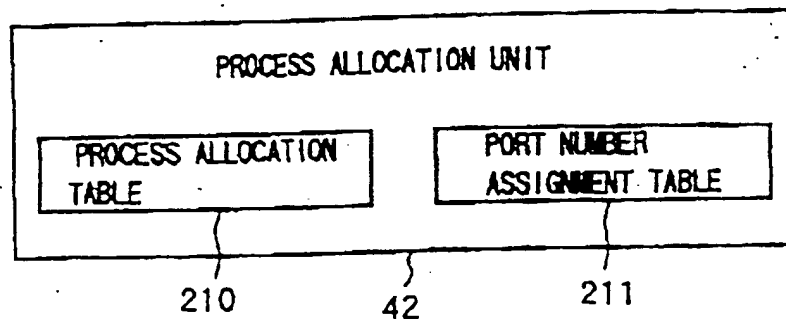 PROCESS ALLOCATION UNIT
PROCESS ALLOCATION
TABLE
PORT NUMBER
ASSIGNMENT TABLE
210
42
211